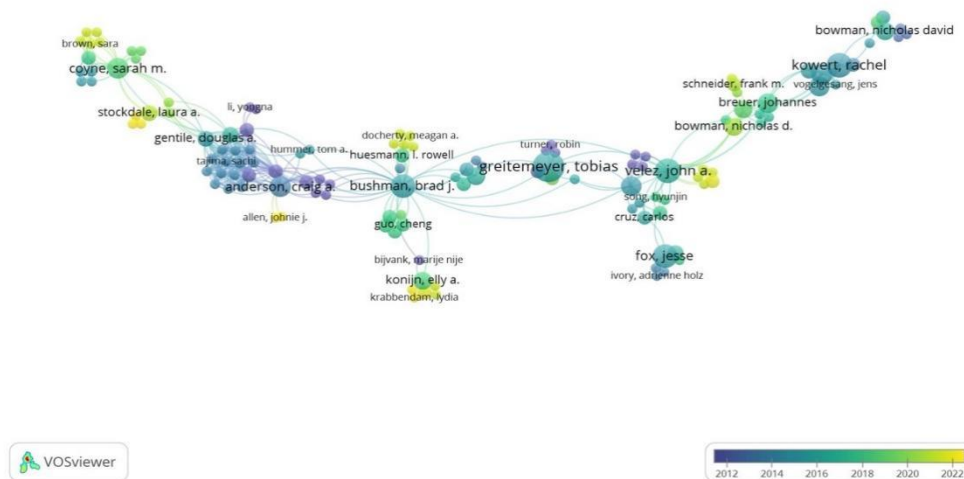 bowman, nicholas david
brown, sara
coyne, sarah m.
kowert, rachel
schneider, frank m.
vogelgesang, jens
stockdale, laura a.
li, yongna
breuer, johannes
bowman, nicholas d.
gentile, douglas a.
docherty, meagan a.
turner, robin
hummer, tom a.
huesmann, l. rowell
tajima, sachi
greitemeyer, tobias
velez, john a.
anderson, craig a.
bushman, brad j.
song, hyunjin
allen, johnie j.
guo, cheng
cruz, carlos
bijvank, marije nije
fox, jesse
konijn, elly a.
ivory, adrienne holz
krabbendam, lydia
VOSviewer
2012 2014 2016 2018 2020 2022